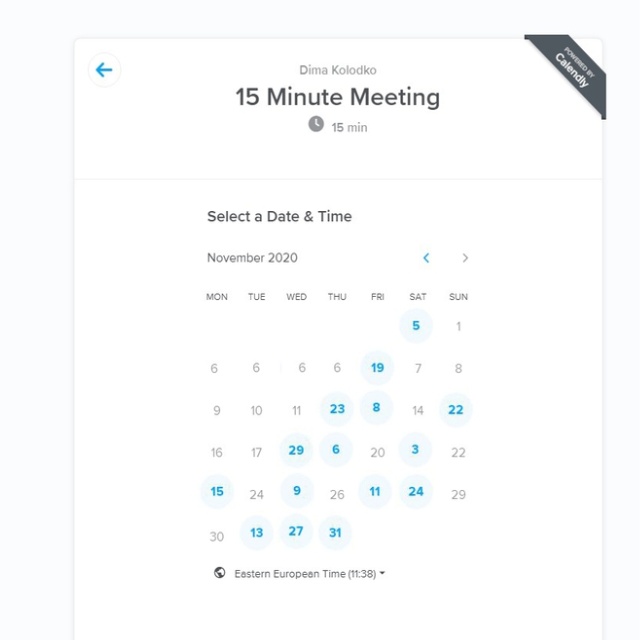 POWERED BY
Calendly
Dima Kolodko
15 Minute Meeting
15 min
Select a Date & Time
November 2020
MON TUE WED THU FRI SAT SUN
5 1
6 6 6 6 19 7 8
9 10 11 23 8 14 22
16 17 29 6 20 3 22
15 24 9 26 11 24 29
30 13 27 31
Eastern European Time (11:38)